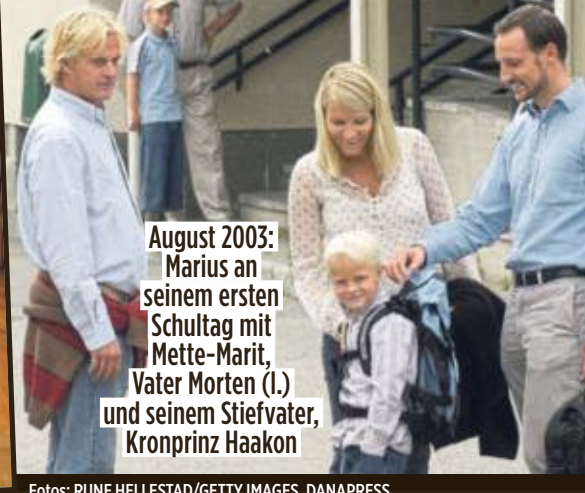 August 2003:
Marius an
seinem ersten
Schultag mit
Mette-Marit,
Vater Morten (l.)
und seinem Stiefvater,
Kronprinz Haakon
Fotos: RUNE HELLESTAD/GETTY IMAGES, DANAPRESS